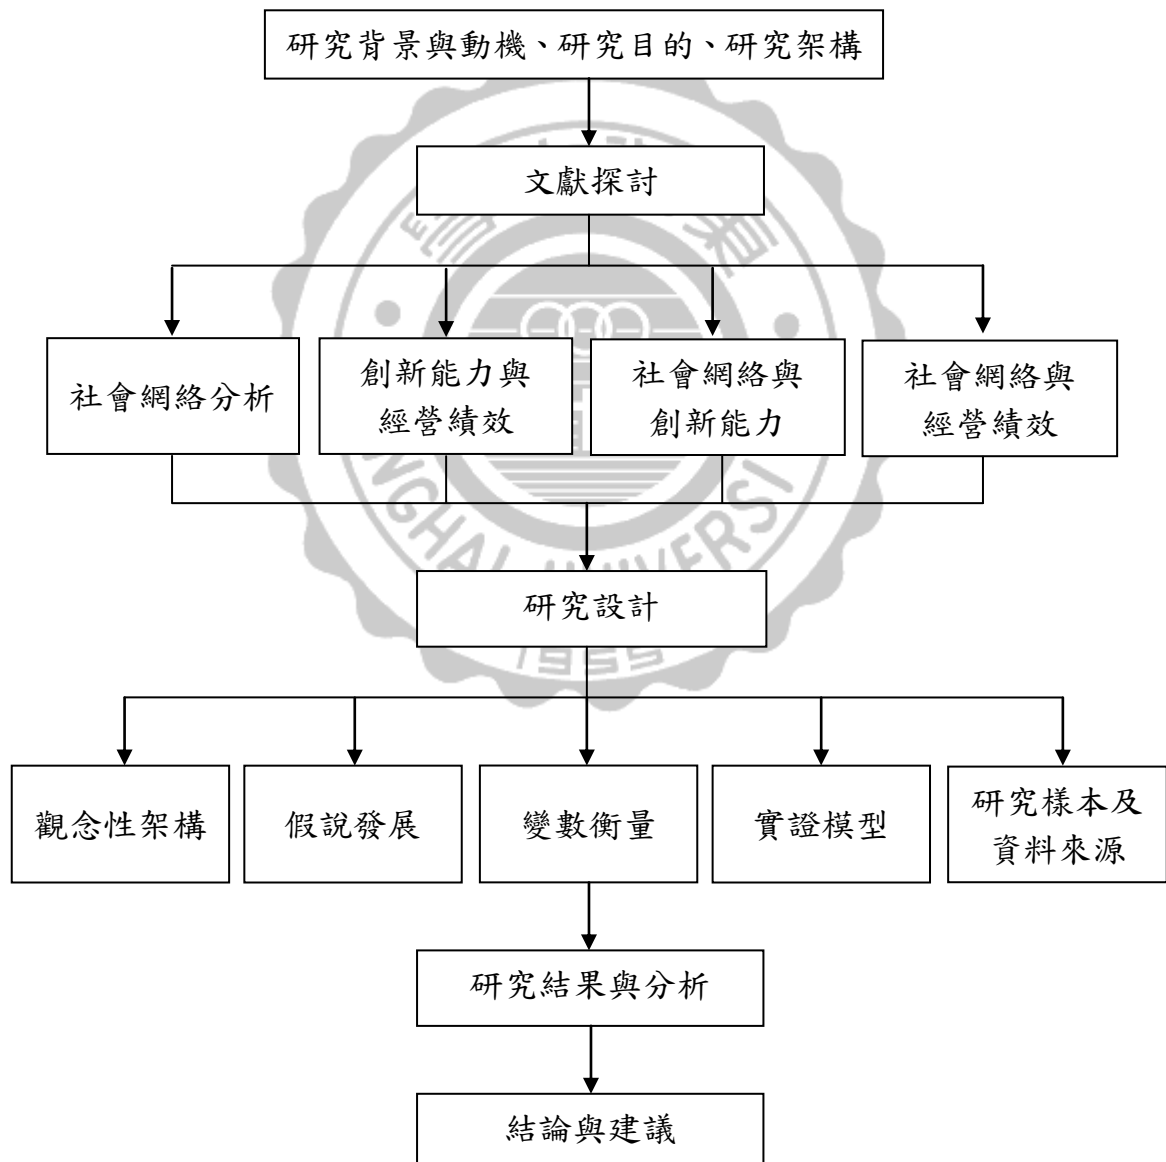 研究背景與動機、研究目的、研究架構
文獻探討
社會網絡分析
創新能力與
經營績效
社會網絡與
創新能力
社會網絡與
經營績效
研究設計
觀念性架構
假說發展
變數衡量
實證模型
研究樣本及
資料來源
研究結果與分析
結論與建議
NGHAI UNIVERSI
1955